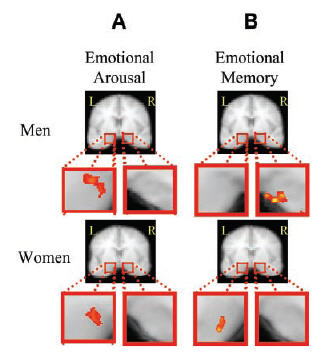 A B
Emotional Arousal
Emotional Memory
L R L R
Men
L R L R
Women